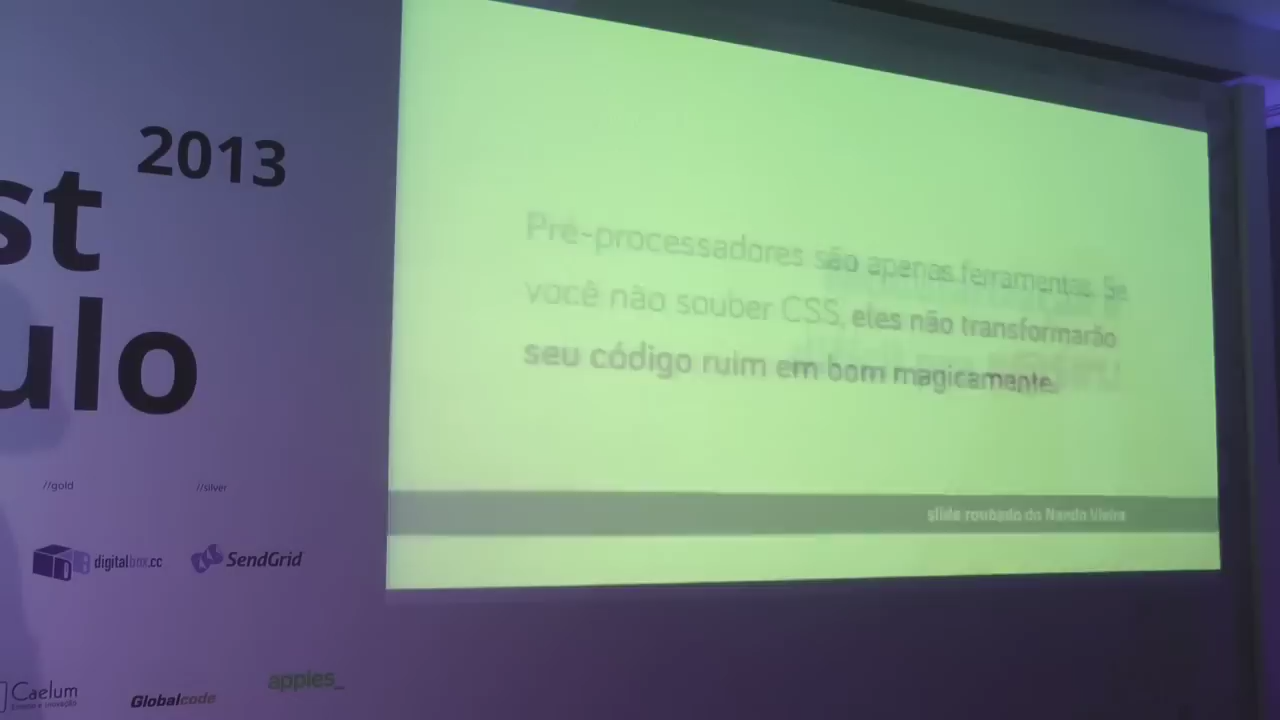 2013
st
ulo
//gold
//silver
digitalbox.cc
SendGrid
Caelum
Globalcode
apples_
Pré-processadores são apenas ferramentas. Se
você não souber CSS, eles não transformarão
seu código ruim em bom magicamente.
slide roubado do Nando Vieira